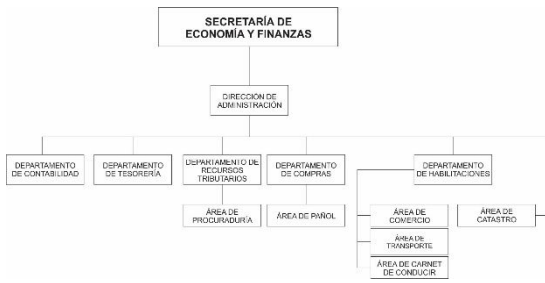 SECRETARÍA DE
ECONOMÍA Y FINANZAS
DIRECCIÓN DE
ADMINISTRACIÓN
DEPARTAMENTO
DE CONTABILIDAD
DEPARTAMENTO
DE TESORERÍA
DEPARTAMENTO DE
RECURSOS
TRIBUTARIOS
DEPARTAMENTO
DE COMPRAS
DEPARTAMENTO
DE HABILITACIONES
ÁREA DE
PROCURADURÍA
ÁREA DE PAÑOL
ÁREA DE
COMERCIO
ÁREA DE
CATASTRO
ÁREA DE
TRANSPORTE
ÁREA DE CARNET
DE CONDUCIR